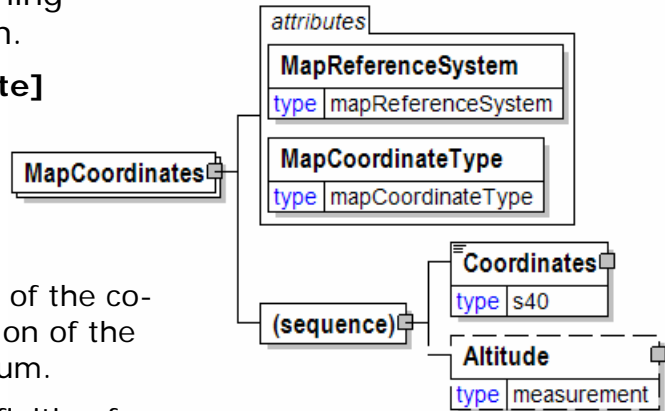 attributes
n.
te]
MapReferenceSystem
type mapReferenceSystem
MapCoordinates
MapCoordinateType
type mapCoordinateType
of the co-
on of the
um.
(sequence)
Coordinates
type s40
Altitude
type measurement